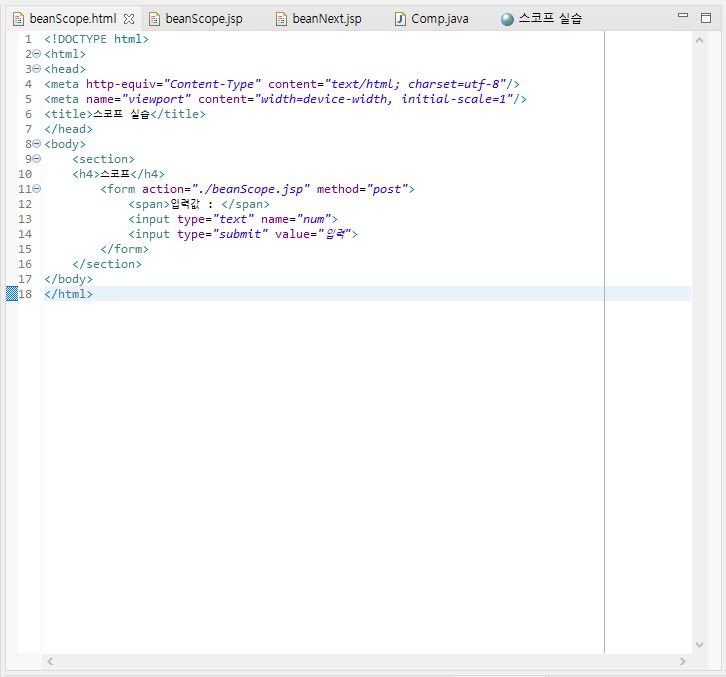 beanScope.html beanScope.jsp beanNext.jsp Comp.java 스코프 실습
1 <!DOCTYPE html>
2 <html>
3 <head>
4 <meta http-equiv="Content-Type" content="text/html; charset=utf-8"/>
5 <meta name="viewport" content="width=device-width, initial-scale=1"/>
6 <title>스코프 실습</title>
7 </head>
8 <body>
9 <section>
10 <h4>스코프</h4>
11 <form action="./beanScope.jsp" method="post">
12 <span>입력값 : </span>
13 <input type="text" name="num">
14 <input type="submit" value="입력">
15 </form>
16 </section>
17 </body>
18 </html>